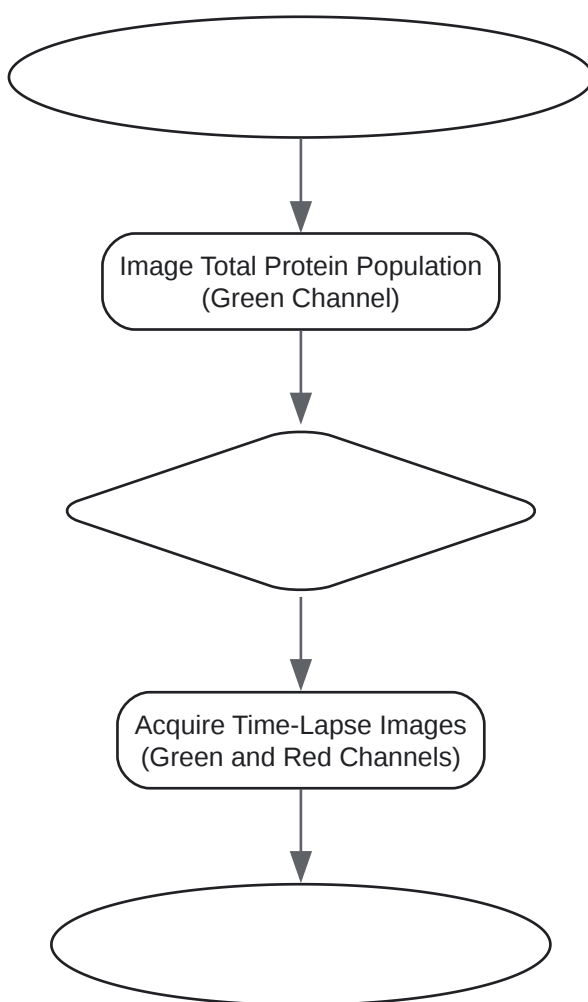 Image Total Protein Population
(Green Channel)
Acquire Time-Lapse Images
(Green and Red Channels)